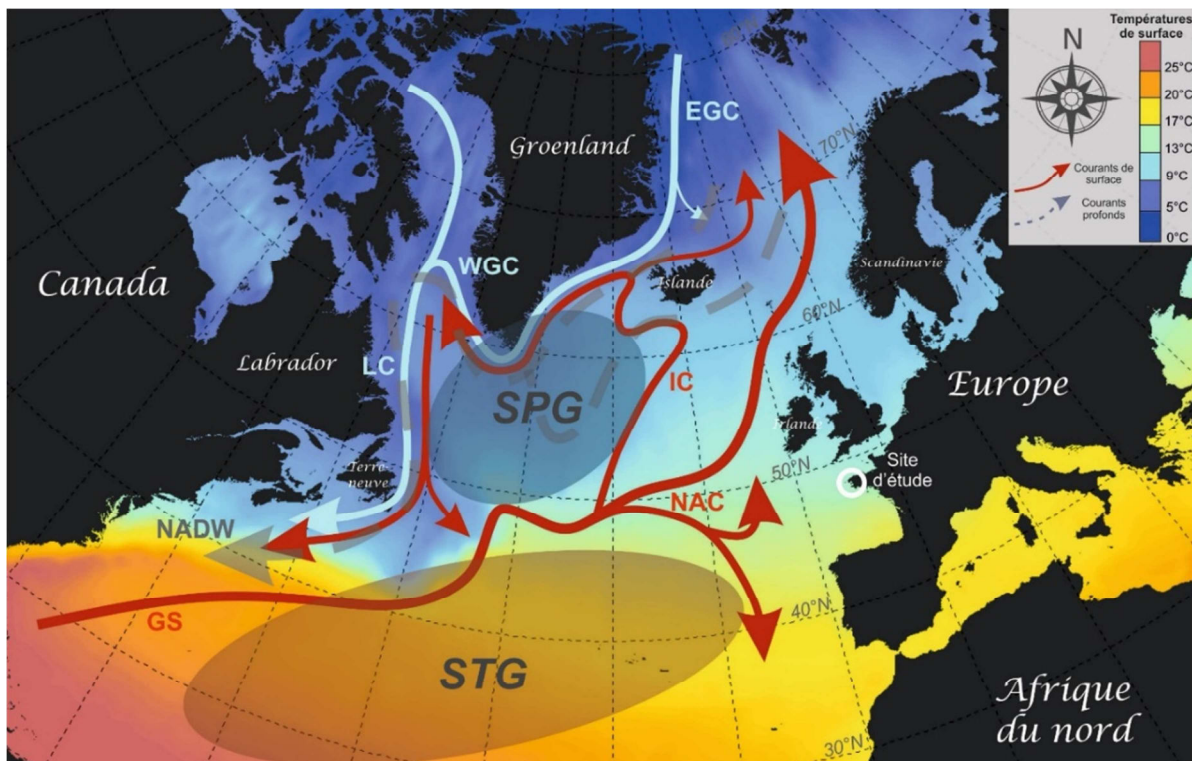 Températures
de surface
N
25°C
20°C
17°C
13°C
9°C
5°C
0°C
Courants de
surface
Courants
profonds
EGC
Groenland
70°N
Canada
WGC
Islande
Scandinavie
60°N
Labrador
LC
IC
Europe
SPG
Irlande
50°N
Site
d'étude
Terre
neuve
NAC
NADW
GS
40°N
STG
Afrique
du nord
30°N